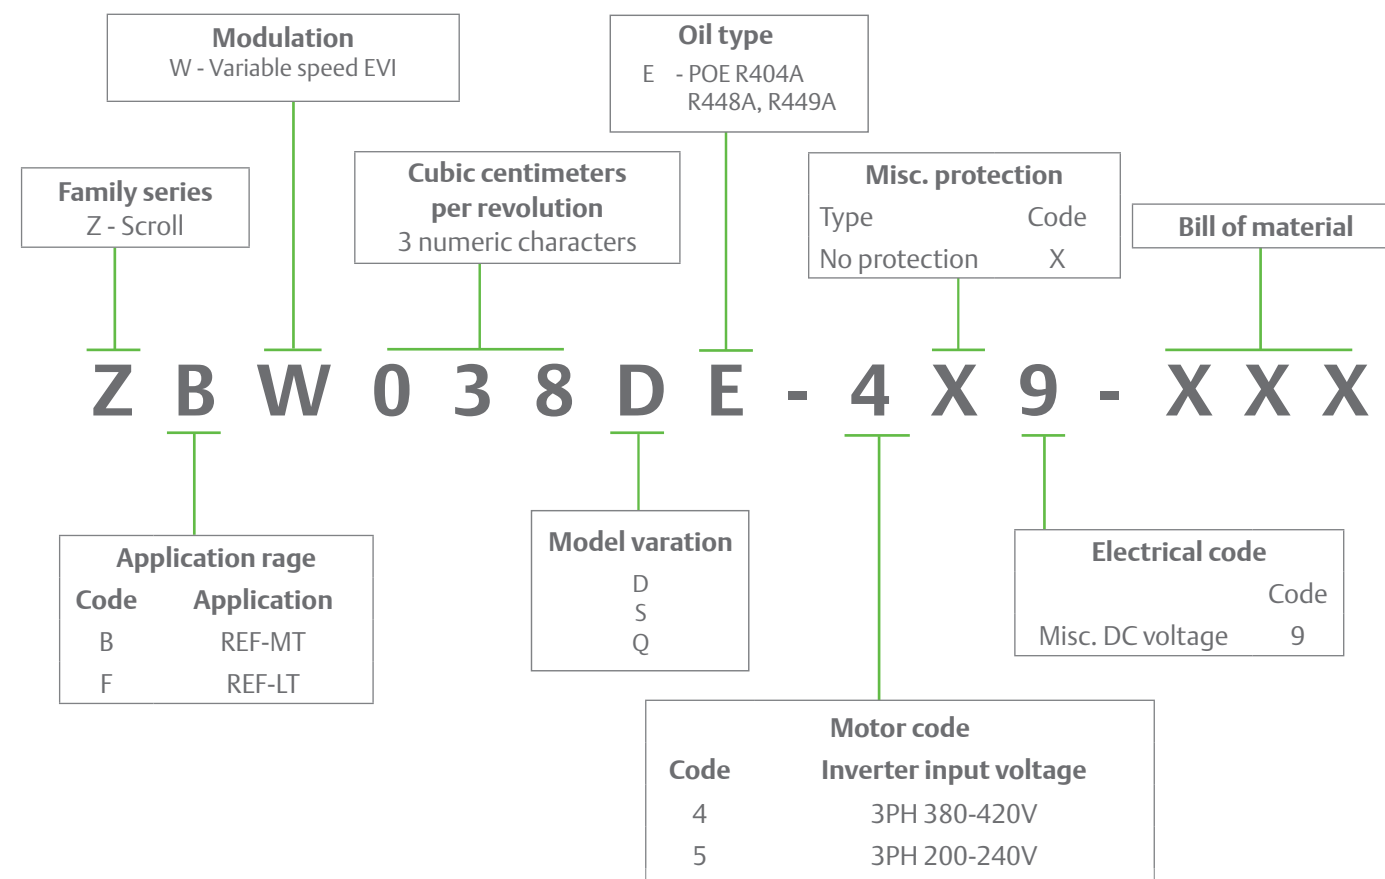 Modulation
W - Variable speed EVI
Oil type
E - POE R404A
R448A, R449A
Family series
Z - Scroll
Cubic centimeters
per revolution
3 numeric characters
Misc. protection
Type Code
No protection X
Bill of material
Z B W 0 3 8 D E - 4 X 9 - X X X
Application rage
Code Application
B REF-MT
F REF-LT
Model varation
D
S
Q
Electrical code
Code
Misc. DC voltage 9
Motor code
Code Inverter input voltage
4 3PH 380-420V
5 3PH 200-240V